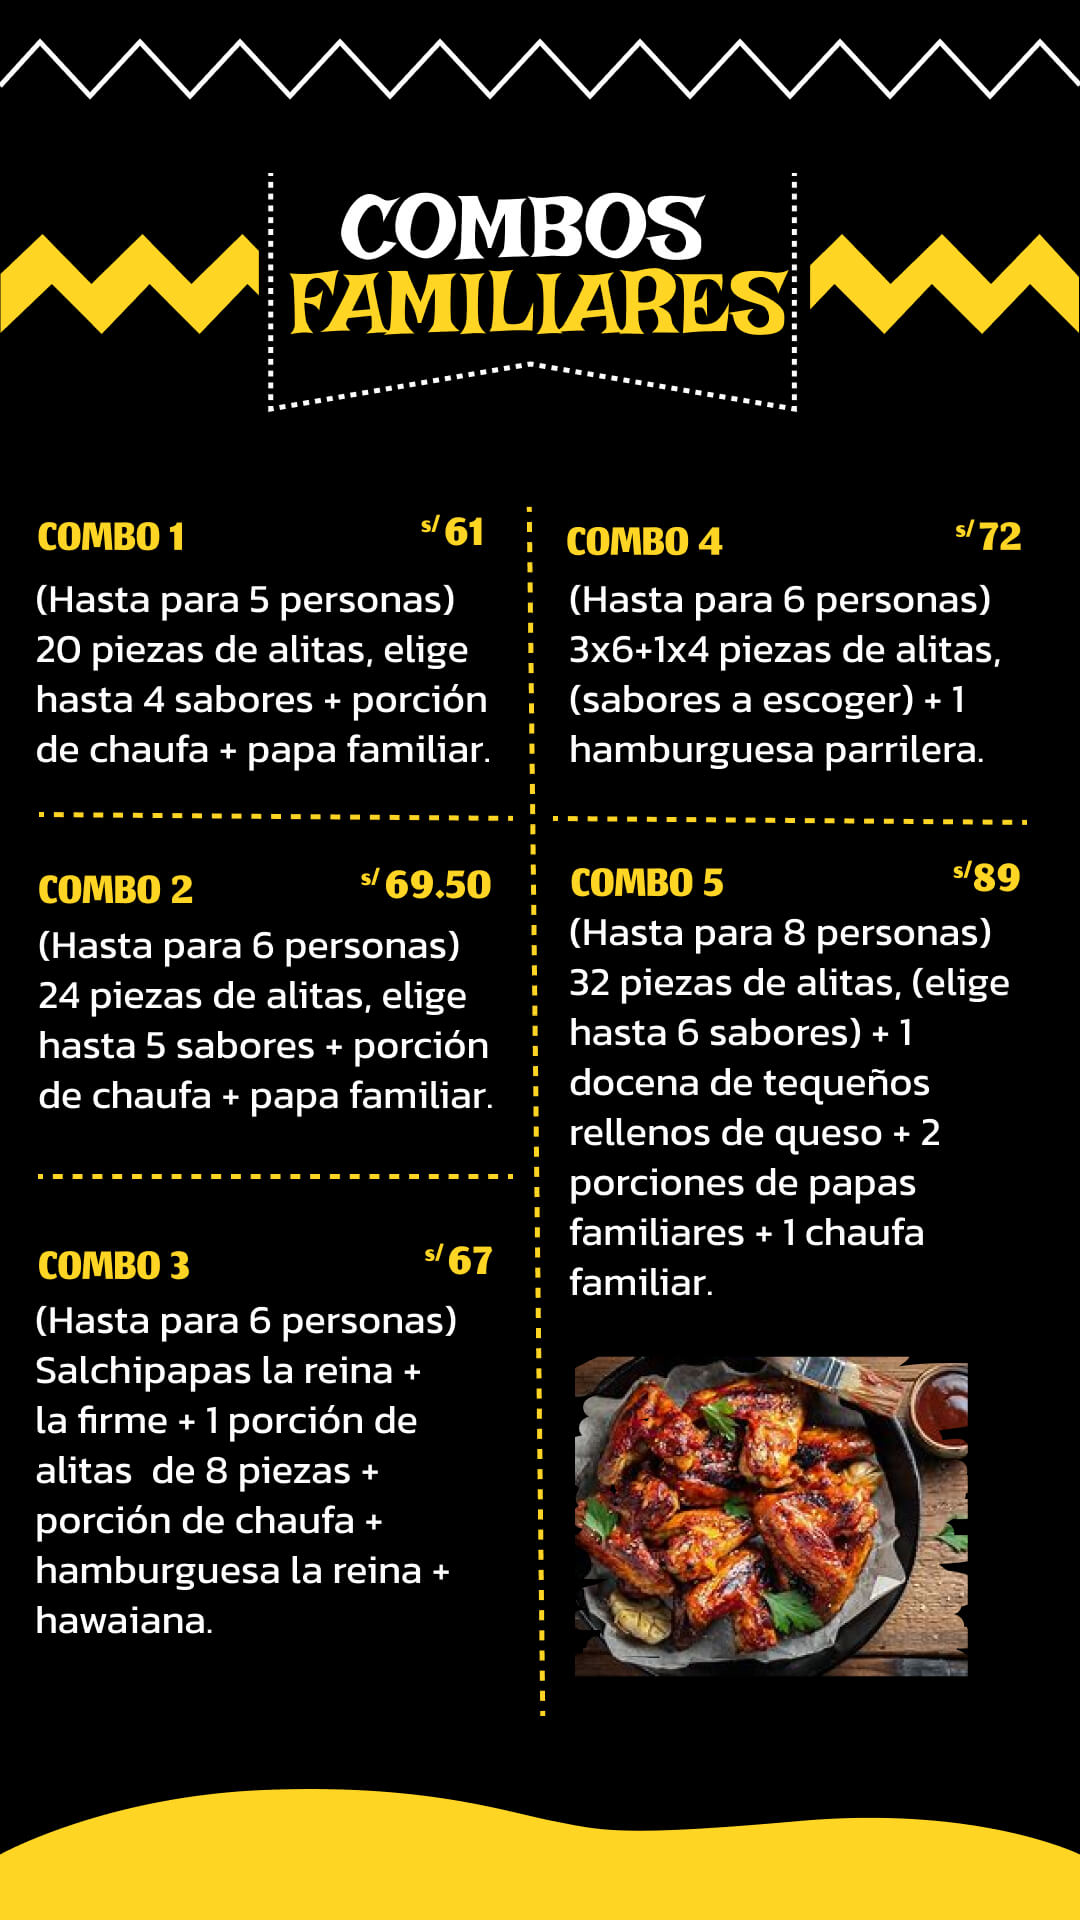 COMBOS
FAMILIARES
COMBO 1 s/61
(Hasta para 5 personas)
20 piezas de alitas, elige
hasta 4 sabores + porción
de chaufa + papa familiar.
COMBO 2 s/69.50
(Hasta para 6 personas)
24 piezas de alitas, elige
hasta 5 sabores + porción
de chaufa + papa familiar.
COMBO 3 s/67
(Hasta para 6 personas)
Salchipapas la reina +
la firme + 1 porción de
alitas  de 8 piezas +
porción de chaufa +
hamburguesa la reina +
hawaiana.
COMBO 4 s/72
(Hasta para 6 personas)
3x6+1x4 piezas de alitas,
(sabores a escoger) + 1
hamburguesa parrilera.
COMBO 5 s/89
(Hasta para 8 personas)
32 piezas de alitas, (elige
hasta 6 sabores) + 1
docena de tequeños
rellenos de queso + 2
porciones de papas
familiares + 1 chaufa
familiar.